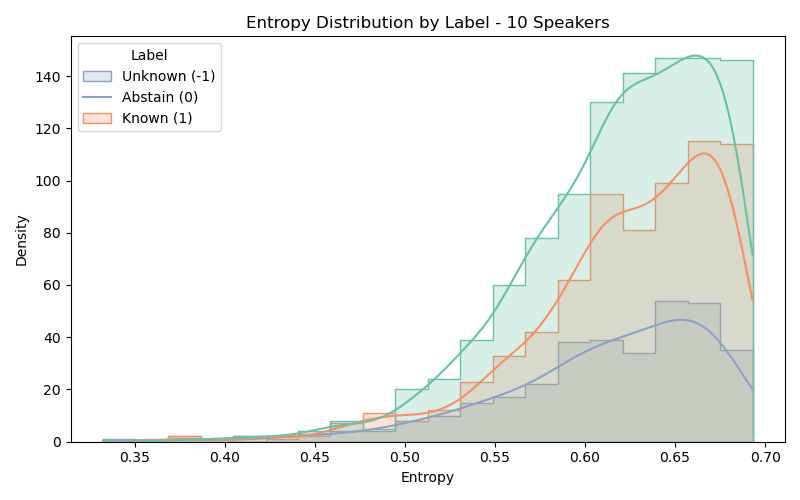 Entropy Distribution by Label - 10 Speakers
Label
Unknown (-1)
Abstain (0)
Known (1)
Density
140
120
100
80
60
40
20
0
0.35 0.40 0.45 0.50 0.55 0.60 0.65 0.70
Entropy